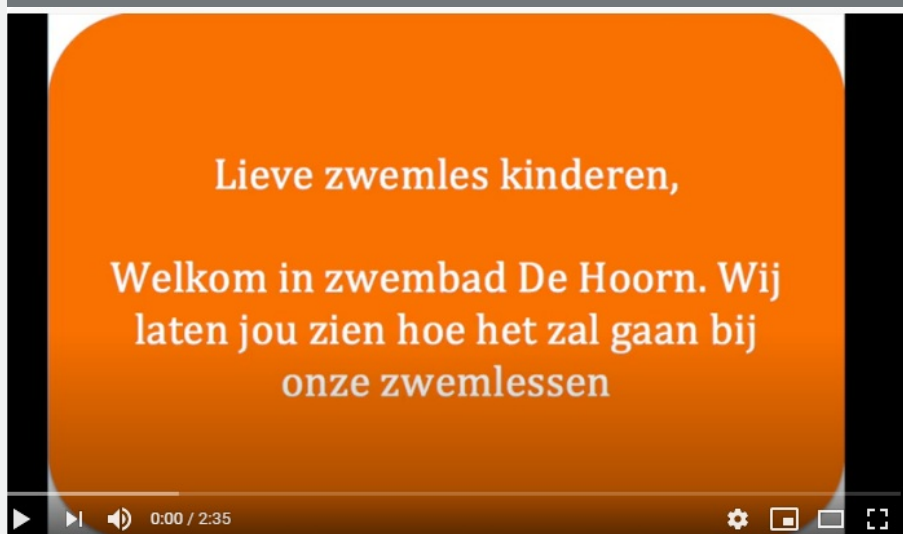 Lieve zwemles kinderen,
Welkom in zwembad De Hoorn. Wij
laten jou zien hoe het zal gaan bij
onze zwemlessen
0:00 / 2:35